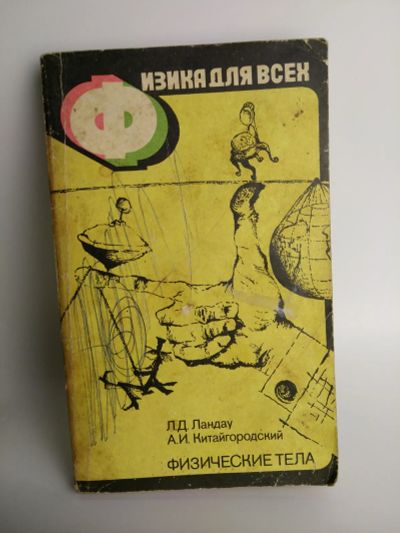 ФИЗИКА ДЛЯ ВСЕХ
Л.Д. Ландау
А.И. Китайгородский
ФИЗИЧЕСКИЕ ТЕЛА